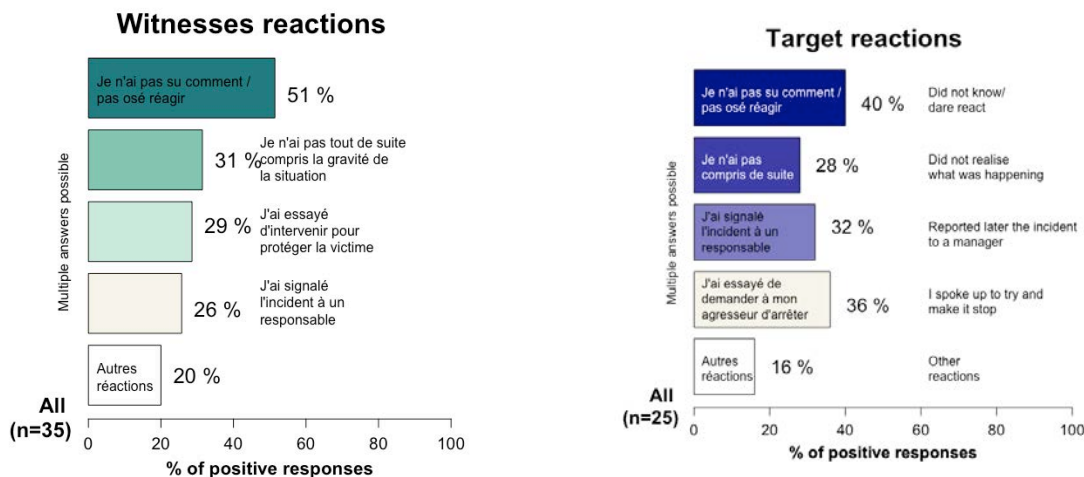 Witnesses reactions
Multiple answers possible
Je n'ai pas su comment /
pas osé réagir
51 %
31 %
Je n'ai pas tout de suite
compris la gravité de
la situation
29 %
J'ai essayé
d'intervenir pour
protéger la victime
26 %
J'ai signalé
l'incident à un
responsable
Autres
réactions
20 %
All
(n=35)
0 20 40 60 80 100
% of positive responses
Target reactions
Multiple answers possible
Je n'ai pas su comment /
pas osé réagir
40 %
Did not know/
dare react
Je n'ai pas
compris de suite
28 %
Did not realise
what was happening
J'ai signalé
l'incident à un
responsable
32 %
Reported later the incident
to a manager
J'ai essayé de
demander à mon
agresseur d'arrêter
36 %
I spoke up to try and
make it stop
Autres
réactions
16 %
Other
reactions
All
(n=25)
0 20 40 60 80 100
% of positive responses